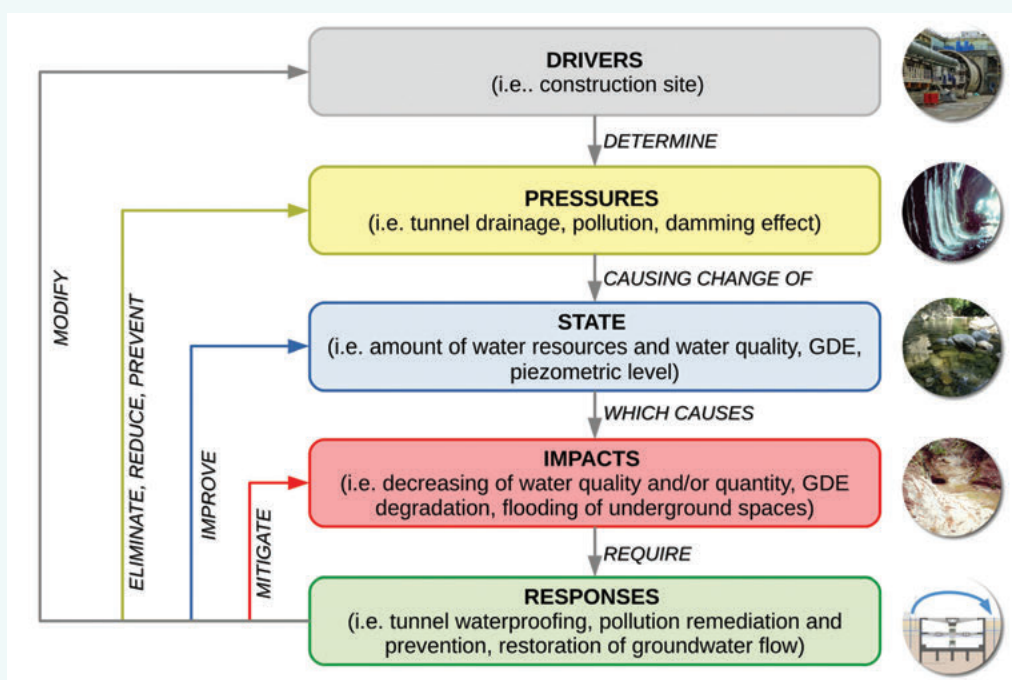 DRIVERS
(i.e.. construction site)
DETERMINE
PRESSURES
(i.e. tunnel drainage, pollution, damming effect)
CAUSING CHANGE OF
STATE
(i.e. amount of water resources and water quality, GDE,
piezometric level)
WHICH CAUSES
IMPACTS
(i.e. decreasing of water quality and/or quantity, GDE
degradation, flooding of underground spaces)
REQUIRE
RESPONSES
(i.e. tunnel waterproofing, pollution remediation and
prevention, restoration of groundwater flow)
MODIFY
ELIMINATE, REDUCE, PREVENT
IMPROVE
MITIGATE